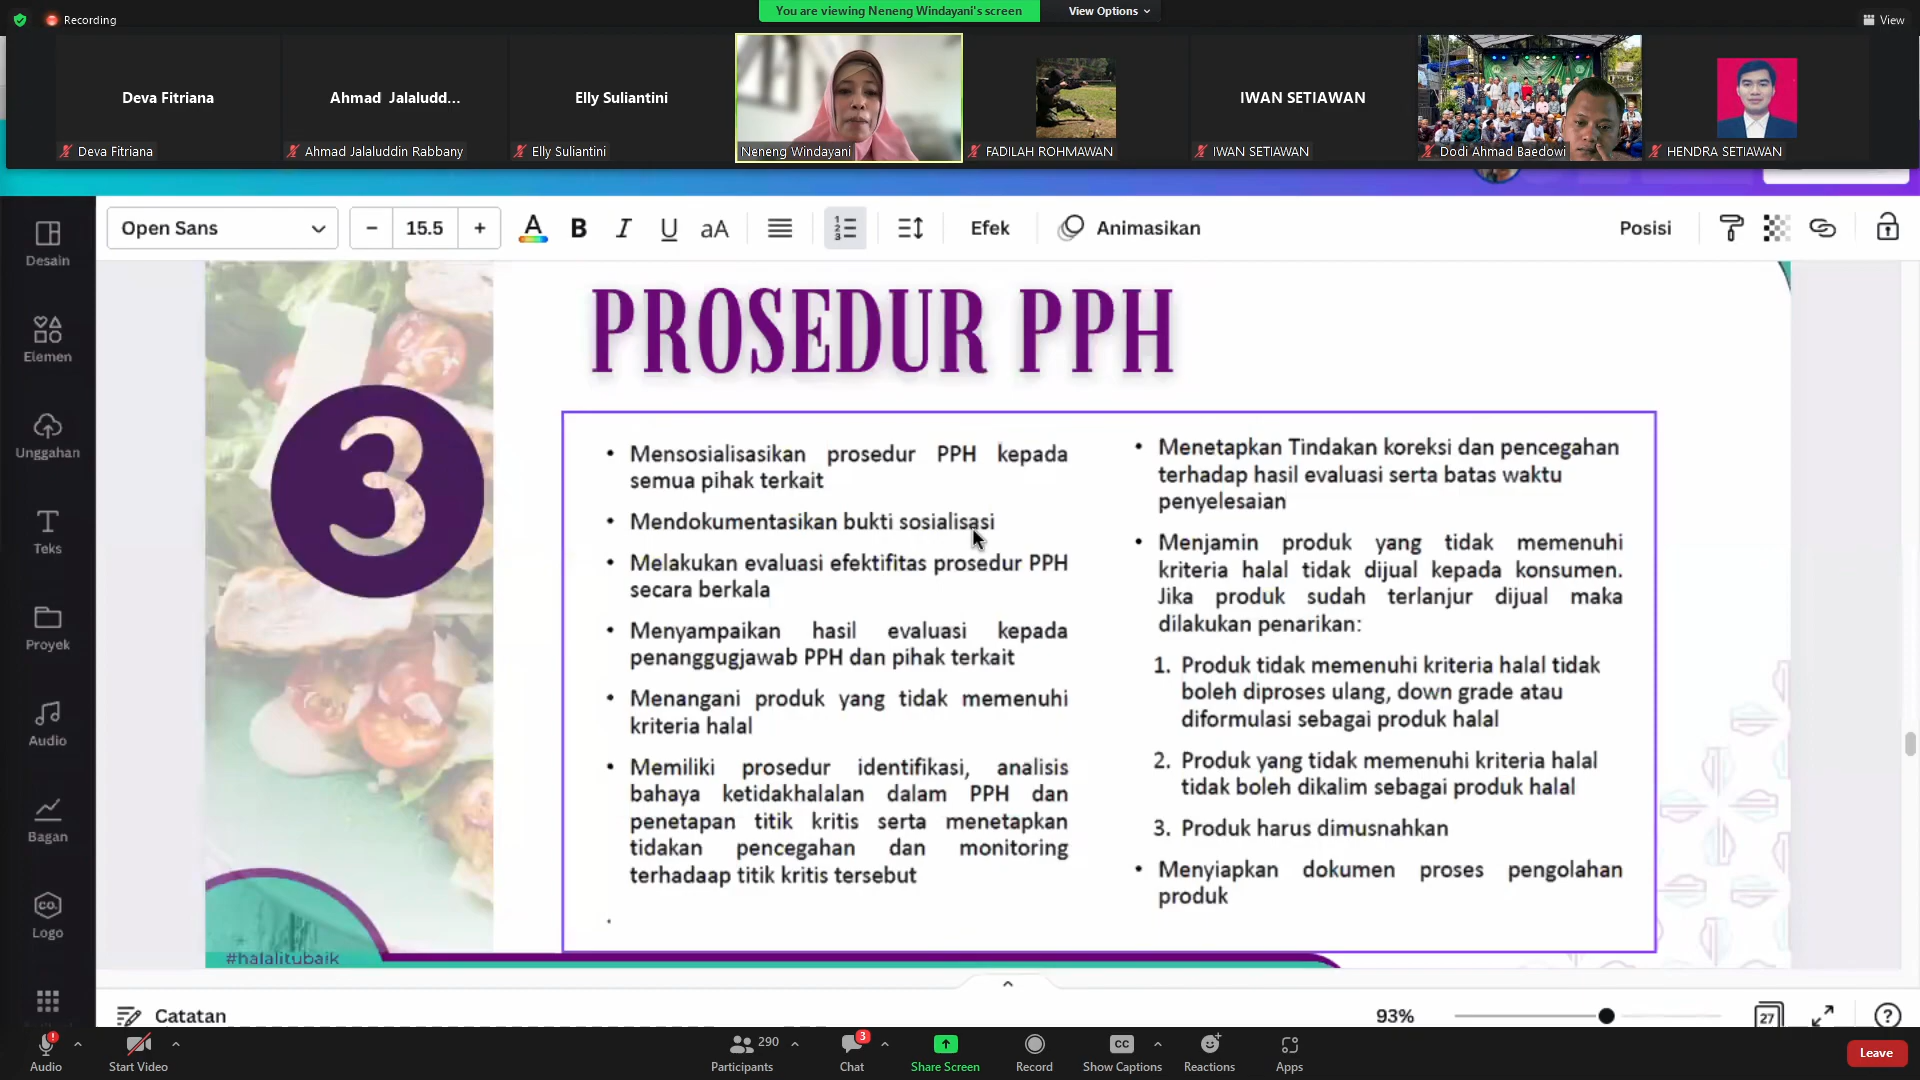 Recording
You are viewing Neneng Windayani's screen
View Options
View
Deva Fitriana
Ahmad Jalaludd...
Elly Suliantini
IWAN SETIAWAN
Deva Fitriana
Ahmad Jalaluddin Rabbany
Elly Suliantini
Neneng Windayani
FADILAH ROHMAWAN
IWAN SETIAWAN
Dodi Ahmad Baedowi
HENDRA SETIAWAN
Open Sans
− 15.5 +
A B I U aA
Efek
Animasikan
Posisi
Desain
Elemen
Unggahan
Teks
Proyek
Audio
Bagan
CO.
Logo
PROSEDUR PPH
3
• Mensosialisasikan prosedur PPH kepada
semua pihak terkait
• Mendokumentasikan bukti sosialisasi
• Melakukan evaluasi efektifitas prosedur PPH
secara berkala
• Menyampaikan hasil evaluasi kepada
penanggugjawab PPH dan pihak terkait
• Menangani produk yang tidak memenuhi
kriteria halal
• Memiliki prosedur identifikasi, analisis
bahaya ketidakhalalan dalam PPH dan
penetapan titik kritis serta menetapkan
tidakan pencegahan dan monitoring
terhadaap titik kritis tersebut
•
• Menetapkan Tindakan koreksi dan pencegahan
terhadap hasil evaluasi serta batas waktu
penyelesaian
• Menjamin produk yang tidak memenuhi
kriteria halal tidak dijual kepada konsumen.
Jika produk sudah terlanjur dijual maka
dilakukan penarikan:
1. Produk tidak memenuhi kriteria halal tidak
boleh diproses ulang, down grade atau
diformulasi sebagai produk halal
2. Produk yang tidak memenuhi kriteria halal
tidak boleh dikalim sebagai produk halal
3. Produk harus dimusnahkan
• Menyiapkan dokumen proses pengolahan
produk
#halalitubaik
Catatan
93%
27
?
Audio
Start Video
Participants
290
Chat
3
Share Screen
Record
CC
Show Captions
Reactions
Apps
Leave